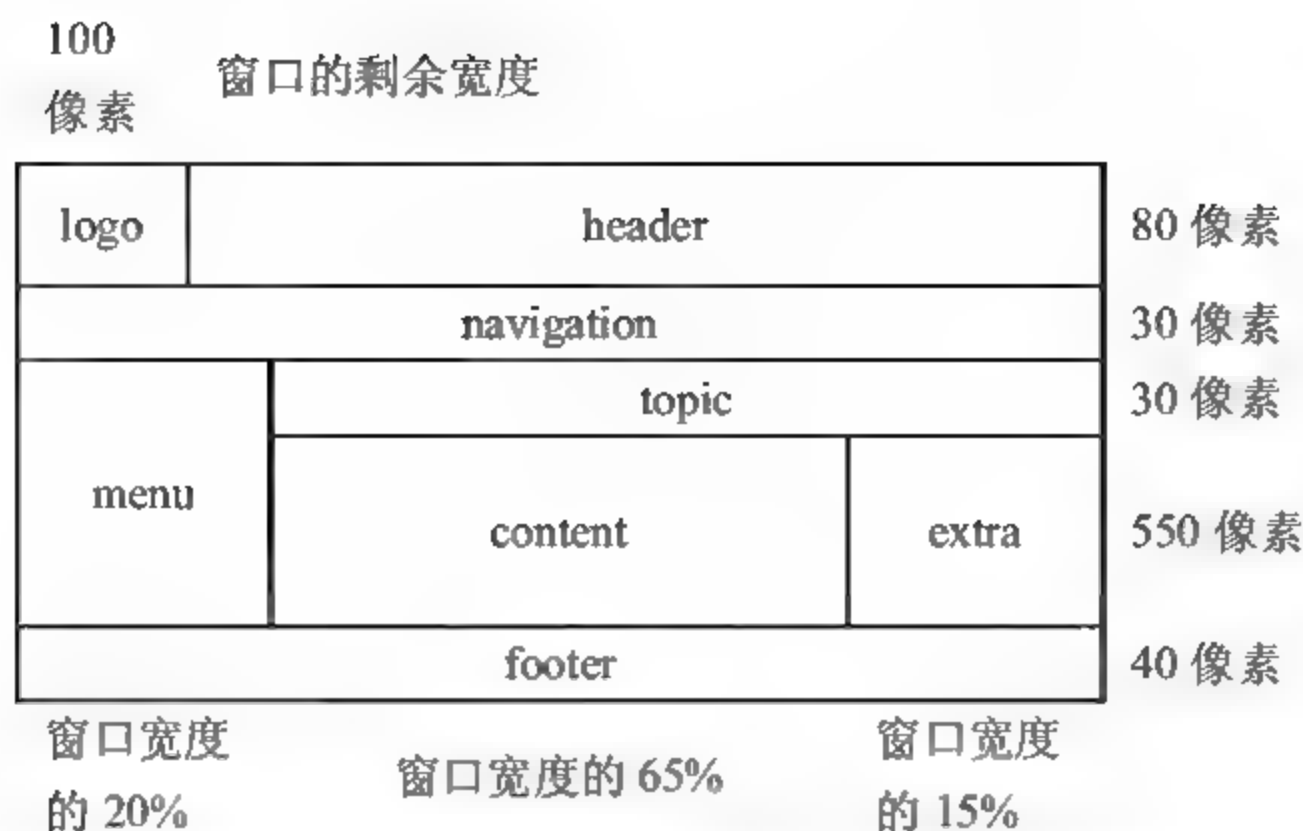 100
像素
窗口的剩余宽度
logo
header
80 像素
navigation
30 像素
topic
30 像素
menu
content
extra
550 像素
footer
40 像素
窗口宽度
的 20%
窗口宽度的 65%
窗口宽度
的 15%